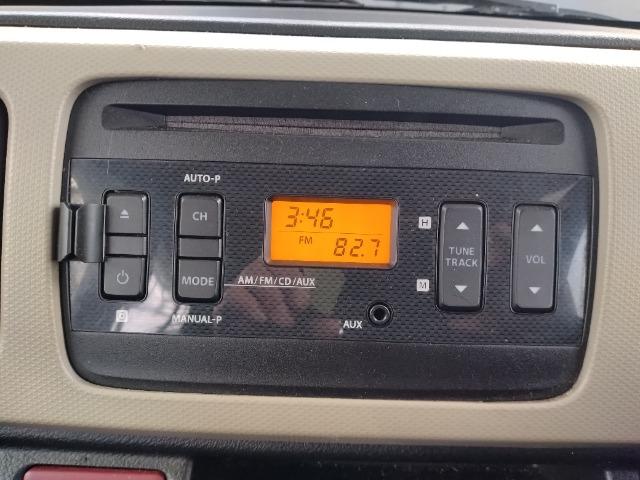 AUTO-P
CH
MODE
MANUAL-P
AM/FM/CD/AUX
3:46
FM 82.7
AUX
H
M
TUNE
TRACK
VOL